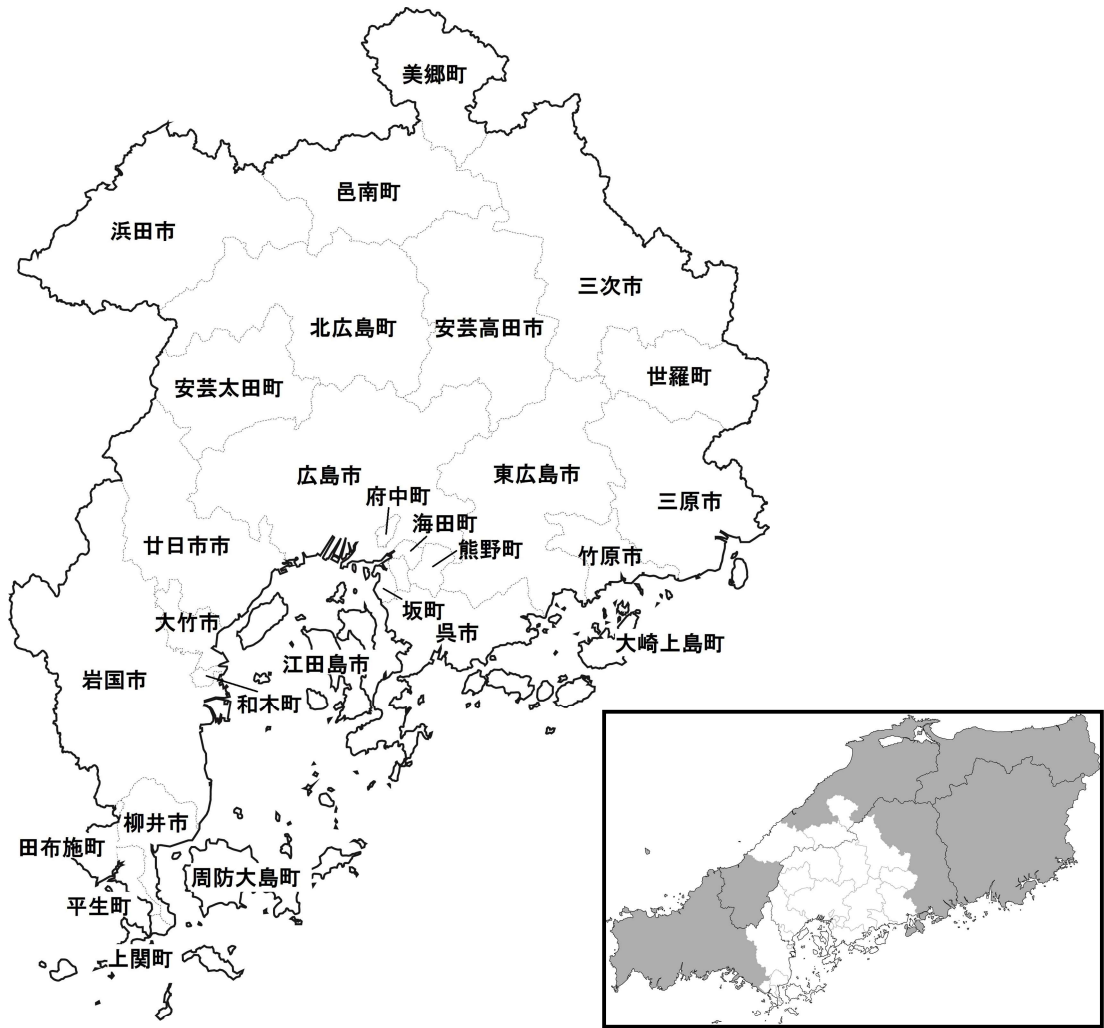 美郷町
邑南町
浜田市
三次市
北広島町
安芸高田市
世羅町
安芸太田町
広島市
東広島市
府中町
三原市
海田町
熊野町
廿日市市
竹原市
坂町
大竹市
呉市
大崎上島町
江田島市
岩国市
和木町
柳井市
田布施町
周防大島町
平生町
上関町